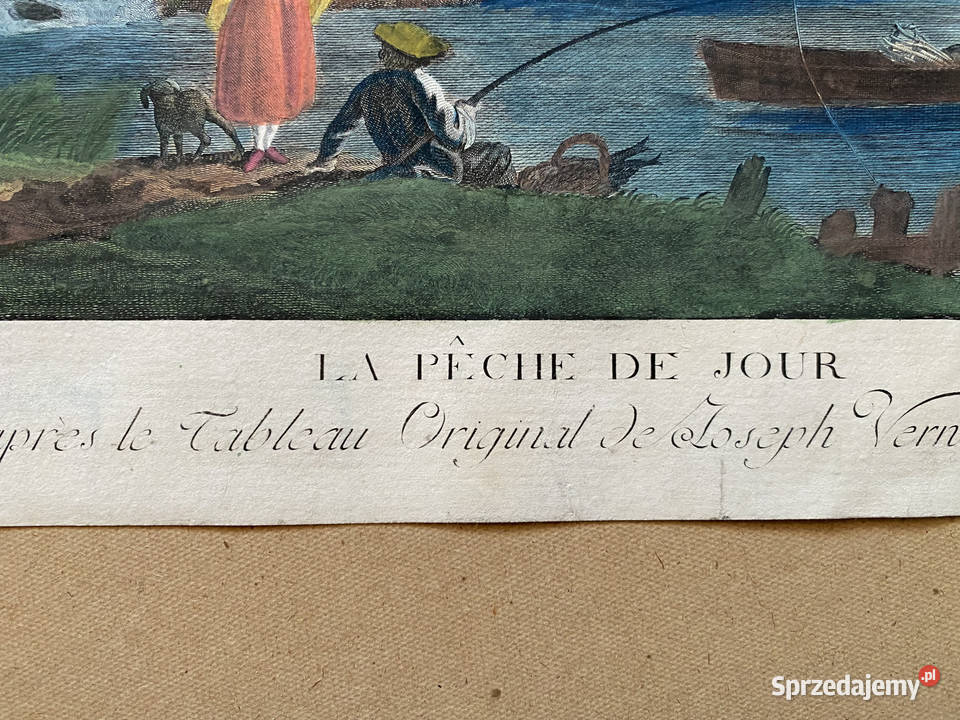 LA PÊCHE DE JOUR
près le Tableau Original de Joseph Vern
Sprzedajemy.pl